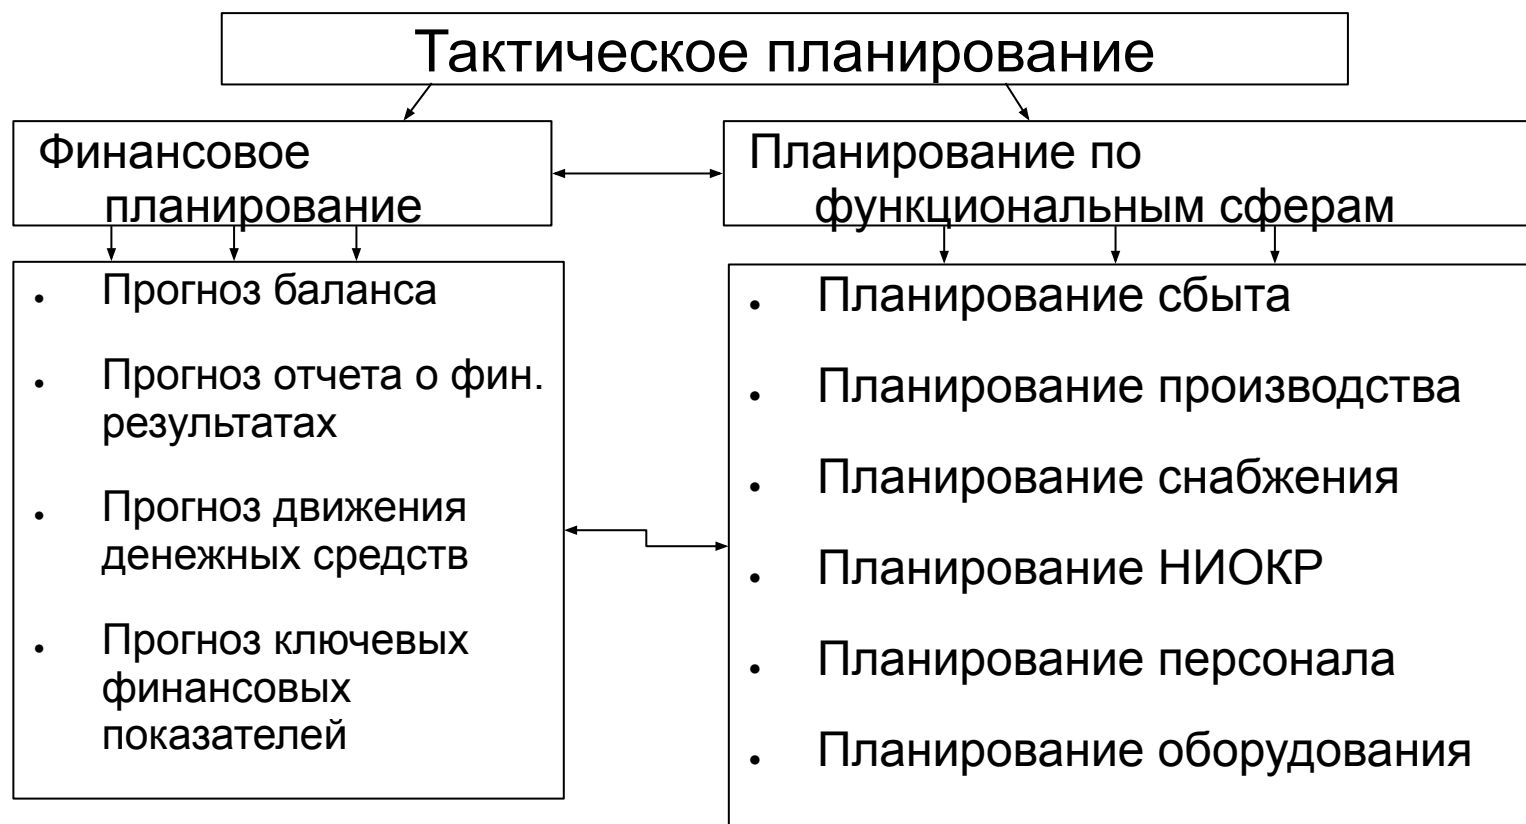 Тактическое планирование
Финансовое
планирование
Планирование по
функциональным сферам
• Прогноз баланса
• Прогноз отчета о фин.
результатах
• Прогноз движения
денежных средств
• Прогноз ключевых
финансовых
показателей
• Планирование сбыта
• Планирование производства
• Планирование снабжения
• Планирование НИОКР
• Планирование персонала
• Планирование оборудования